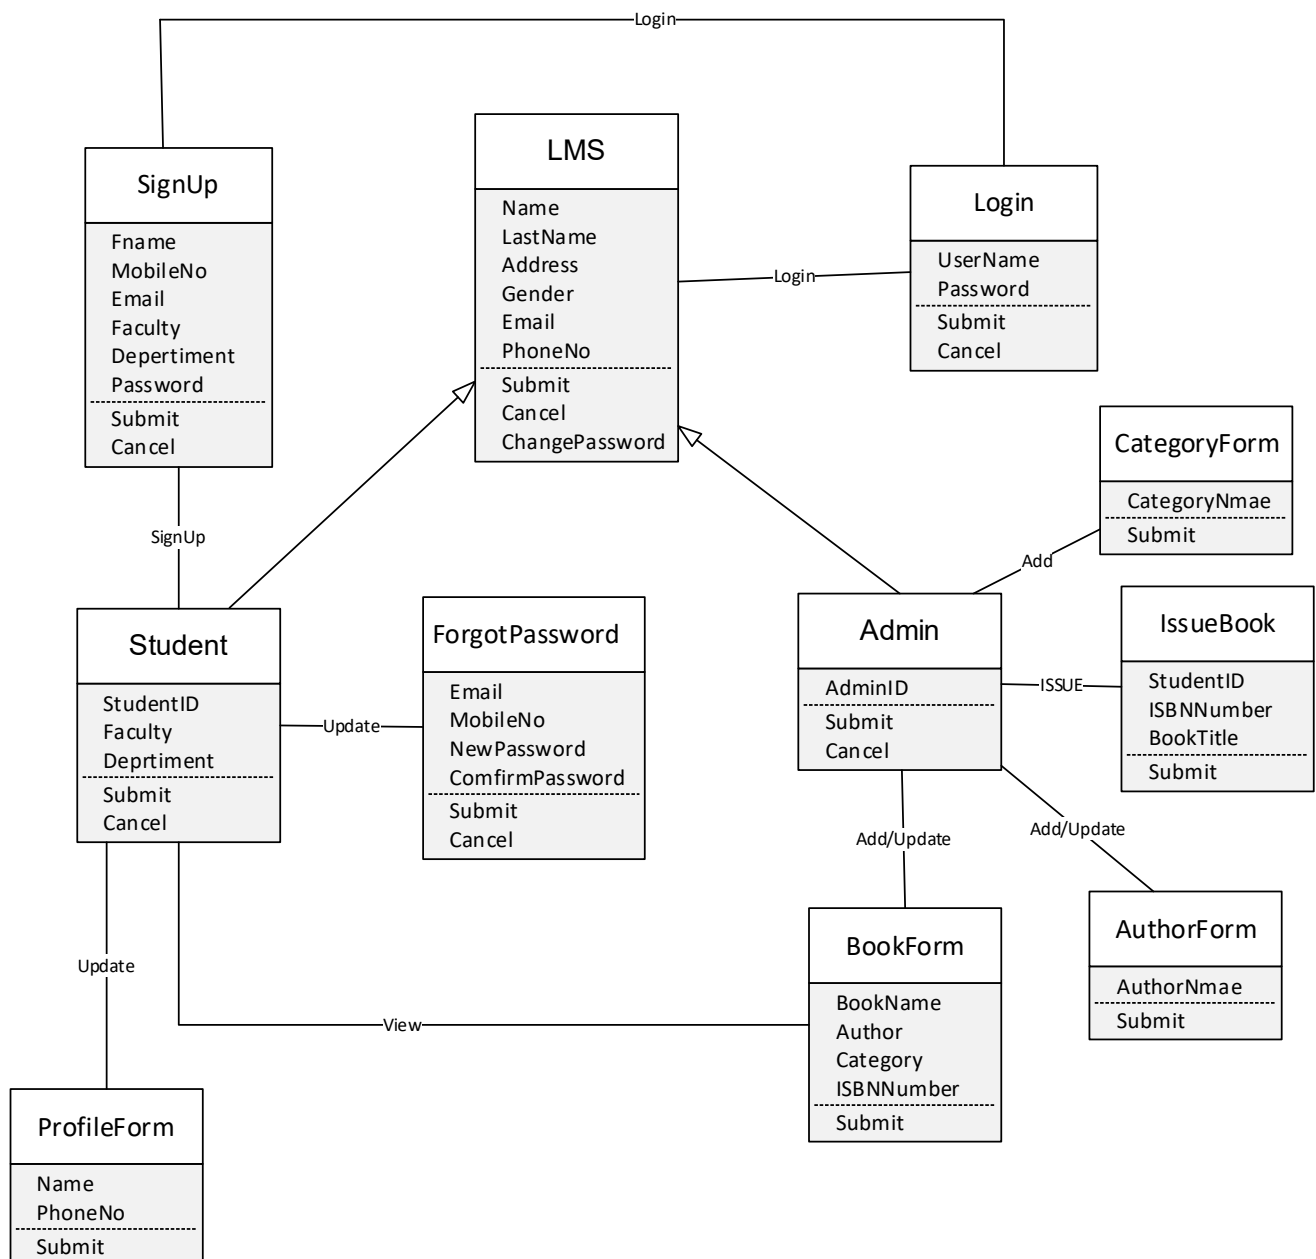 Login
SignUp
Fname
MobileNo
Email
Faculty
Depertiment
Password
Submit
Cancel
LMS
Name
LastName
Address
Gender
Email
PhoneNo
Submit
Cancel
ChangePassword
Login
Login
UserName
Password
Submit
Cancel
CategoryForm
CategoryNmae
Submit
SignUp
Add
Student
StudentID
Faculty
Deprtiment
Submit
Cancel
Update
ForgotPassword
Email
MobileNo
NewPassword
ComfirmPassword
Submit
Cancel
Admin
AdminID
Submit
Cancel
ISSUE
IssueBook
StudentID
ISBNNumber
BookTitle
Submit
Add/Update
Add/Update
BookForm
BookName
Author
Category
ISBNNumber
Submit
AuthorForm
AuthorNmae
Submit
Update
View
ProfileForm
Name
PhoneNo
Submit